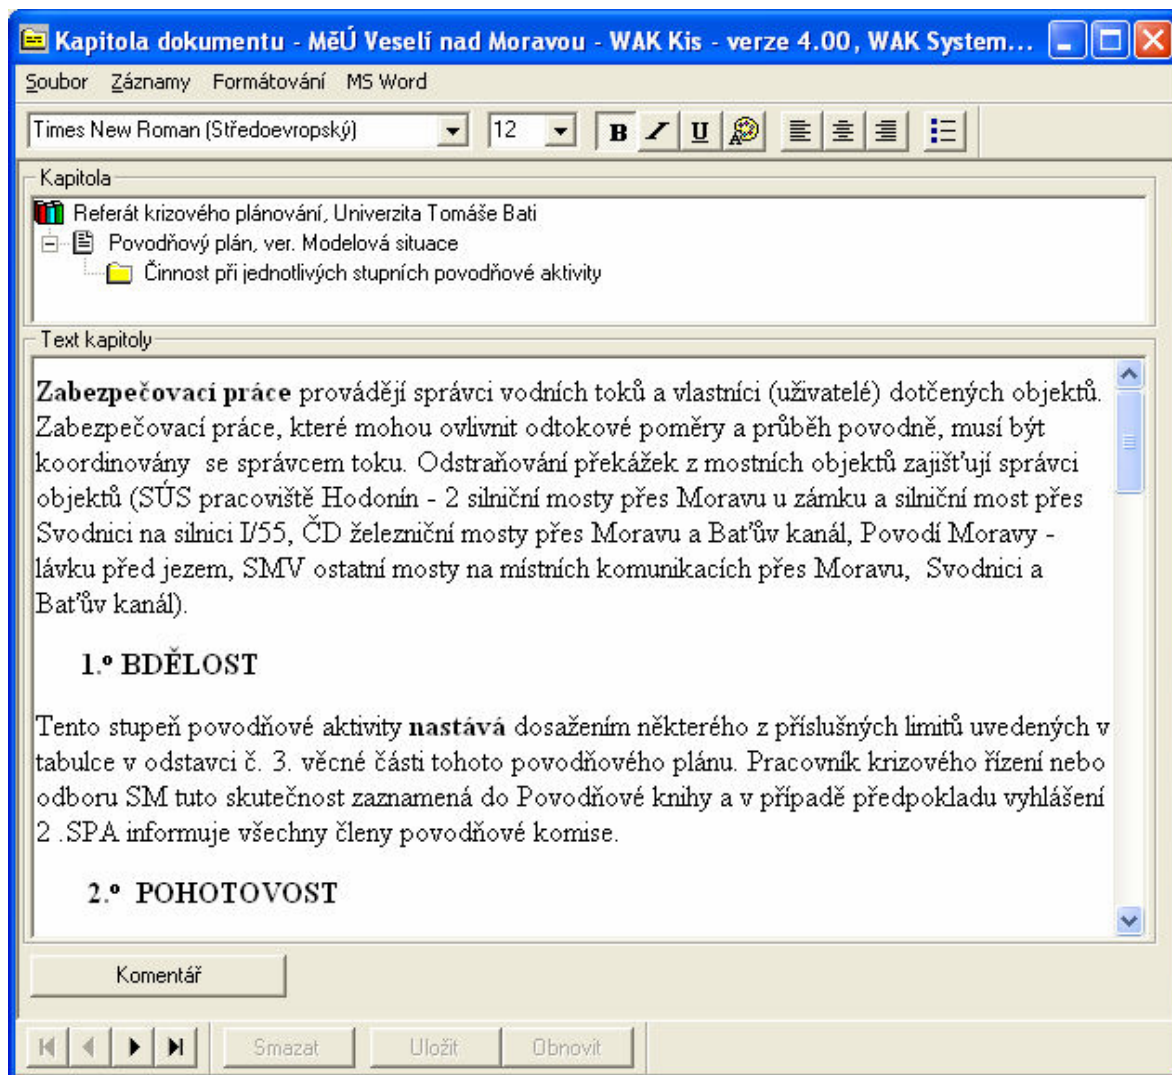 Kapitola dokumentu - MěÚ Veselí nad Moravou - WAK Kis - verze 4.00, WAK System...
Soubor Záznamy Formátování MS Word
Times New Roman (Středoevropský) 12 B I U
Kapitola
Referát krizového plánování, Univerzita Tomáše Bati
Povodňový plán, ver. Modelová situace
Činnost při jednotlivých stupních povodňové aktivity
Text kapitoly
Zabezpečovací práce provádějí správci vodních toků a vlastníci (uživatelé) dotčených objektů.
Zabezpečovací práce, které mohou ovlivnit odtokové poměry a průběh povodně, musí být
koordinovány  se správcem toku. Odstraňování překážek z mostních objektů zajišťují správci
objektů (SÚS pracoviště Hodonín - 2 silniční mosty přes Moravu u zámku a silniční most přes
Svodnici na silnici I/55, ČD železniční mosty přes Moravu a Baťův kanál, Povodí Moravy -
lávku před jezem, SMV ostatní mosty na místních komunikacích přes Moravu,  Svodnici a
Baťův kanál).
1.º BDĚLOST
Tento stupeň povodňové aktivity nastává dosažením některého z příslušných limitů uvedených v
tabulce v odstavci č. 3. věcné části tohoto povodňového plánu. Pracovník krizového řízení nebo
odboru SM tuto skutečnost zaznamená do Povodňové knihy a v případě předpokladu vyhlášení
2 .SPA informuje všechny členy povodňové komise.
2.º  POHOTOVOST
Komentář
Smazat Uložit Obnovit